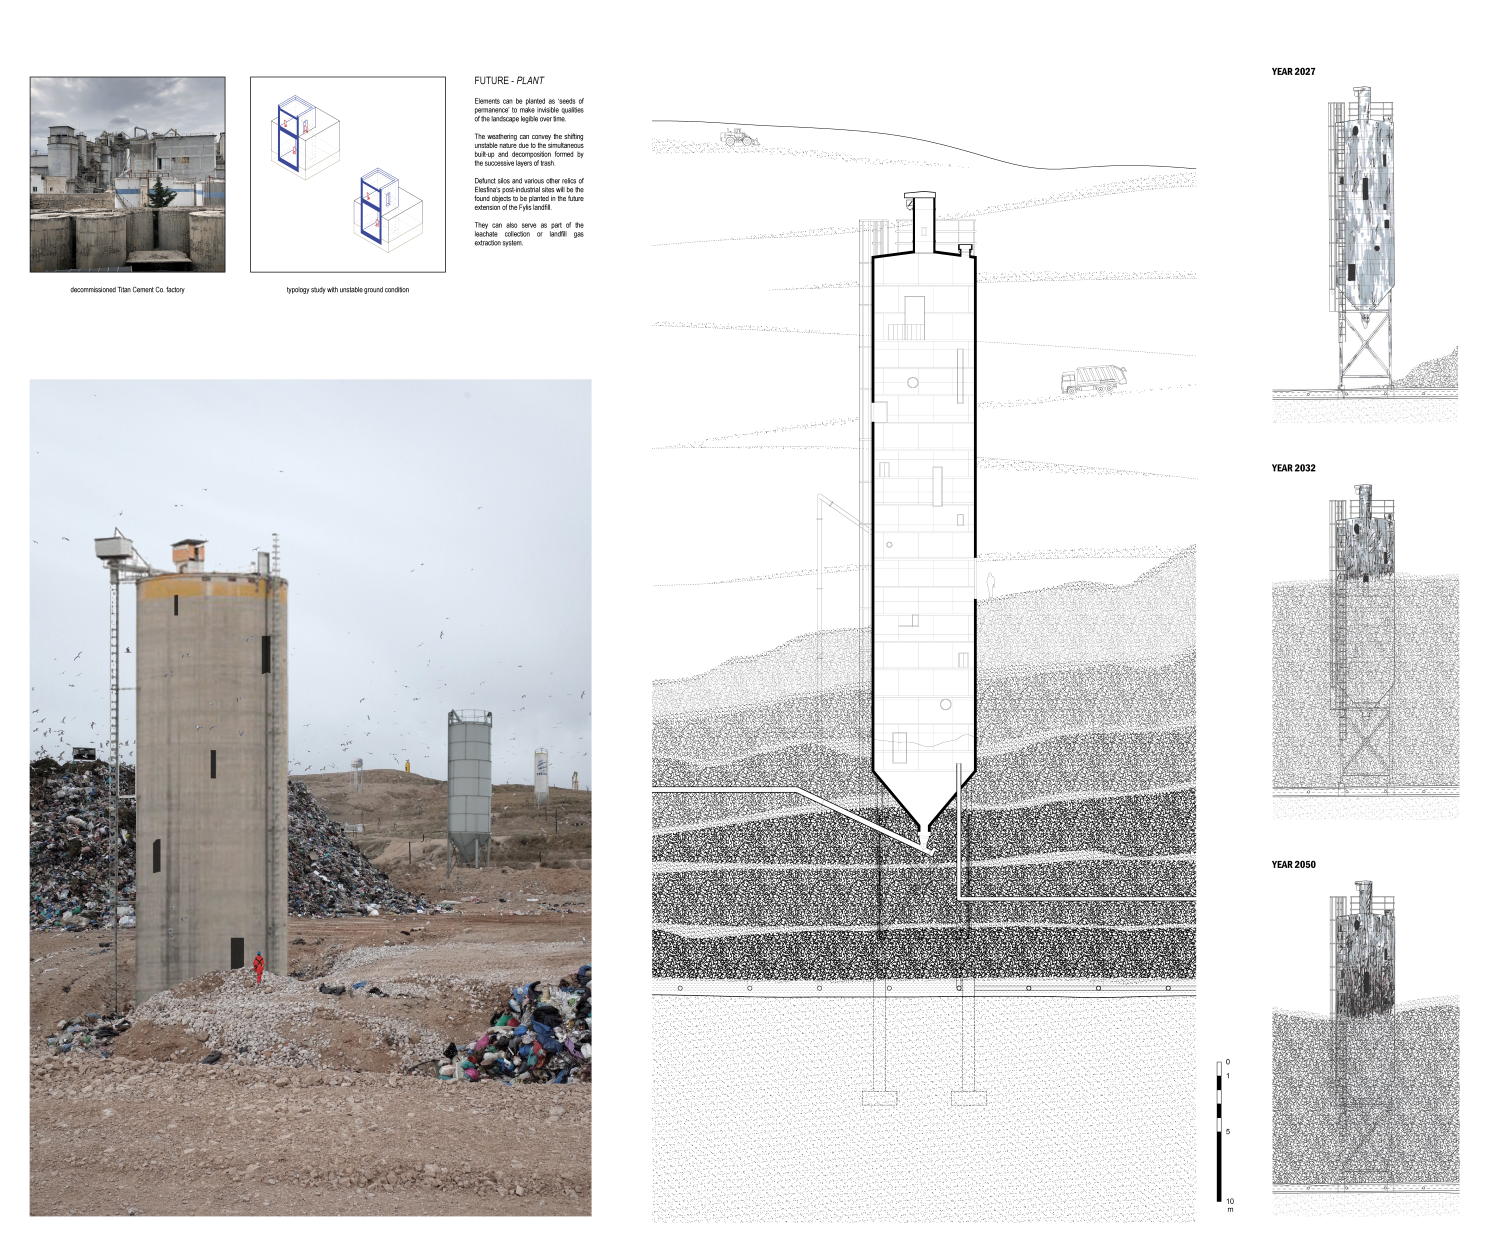 FUTURE - PLANT
Elements can be planted as ‘seeds of
permanence’ to make invisible qualities
of the landscape legible over time.
The weathering can convey the shifting
unstable nature due to the simultaneous
built-up and decomposition formed by
the successive layers of trash.
Defunct silos and various other relics of
Elesfina's post-industrial sites will be the
found objects to be planted in the future
extension of the Fylis landfill.
They can also serve as part of the
leachate collection or landfill gas
extraction system.
decommissioned Titan Cement Co. factory
typology study with unstable ground condition
YEAR 2027
YEAR 2032
YEAR 2050
0
1
5
10
m